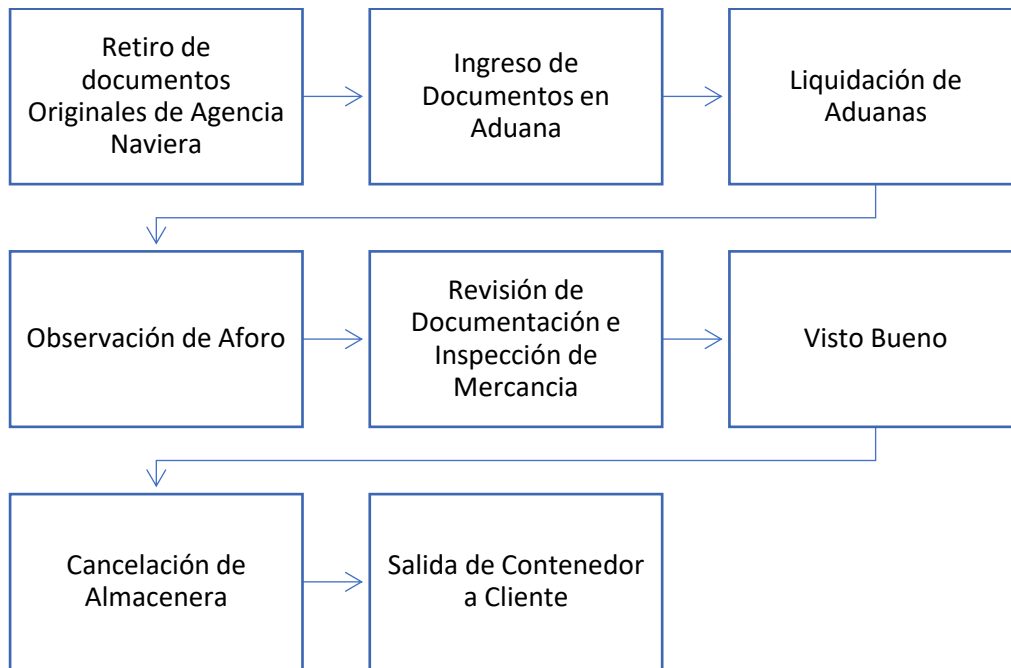 Retiro de
documentos
Originales de Agencia
Naviera
Ingreso de
Documentos en
Aduana
Liquidación de
Aduanas
Observación de Aforo
Revisión de
Documentación e
Inspección de
Mercancia
Visto Bueno
Cancelación de
Almacenera
Salida de Contenedor
a Cliente